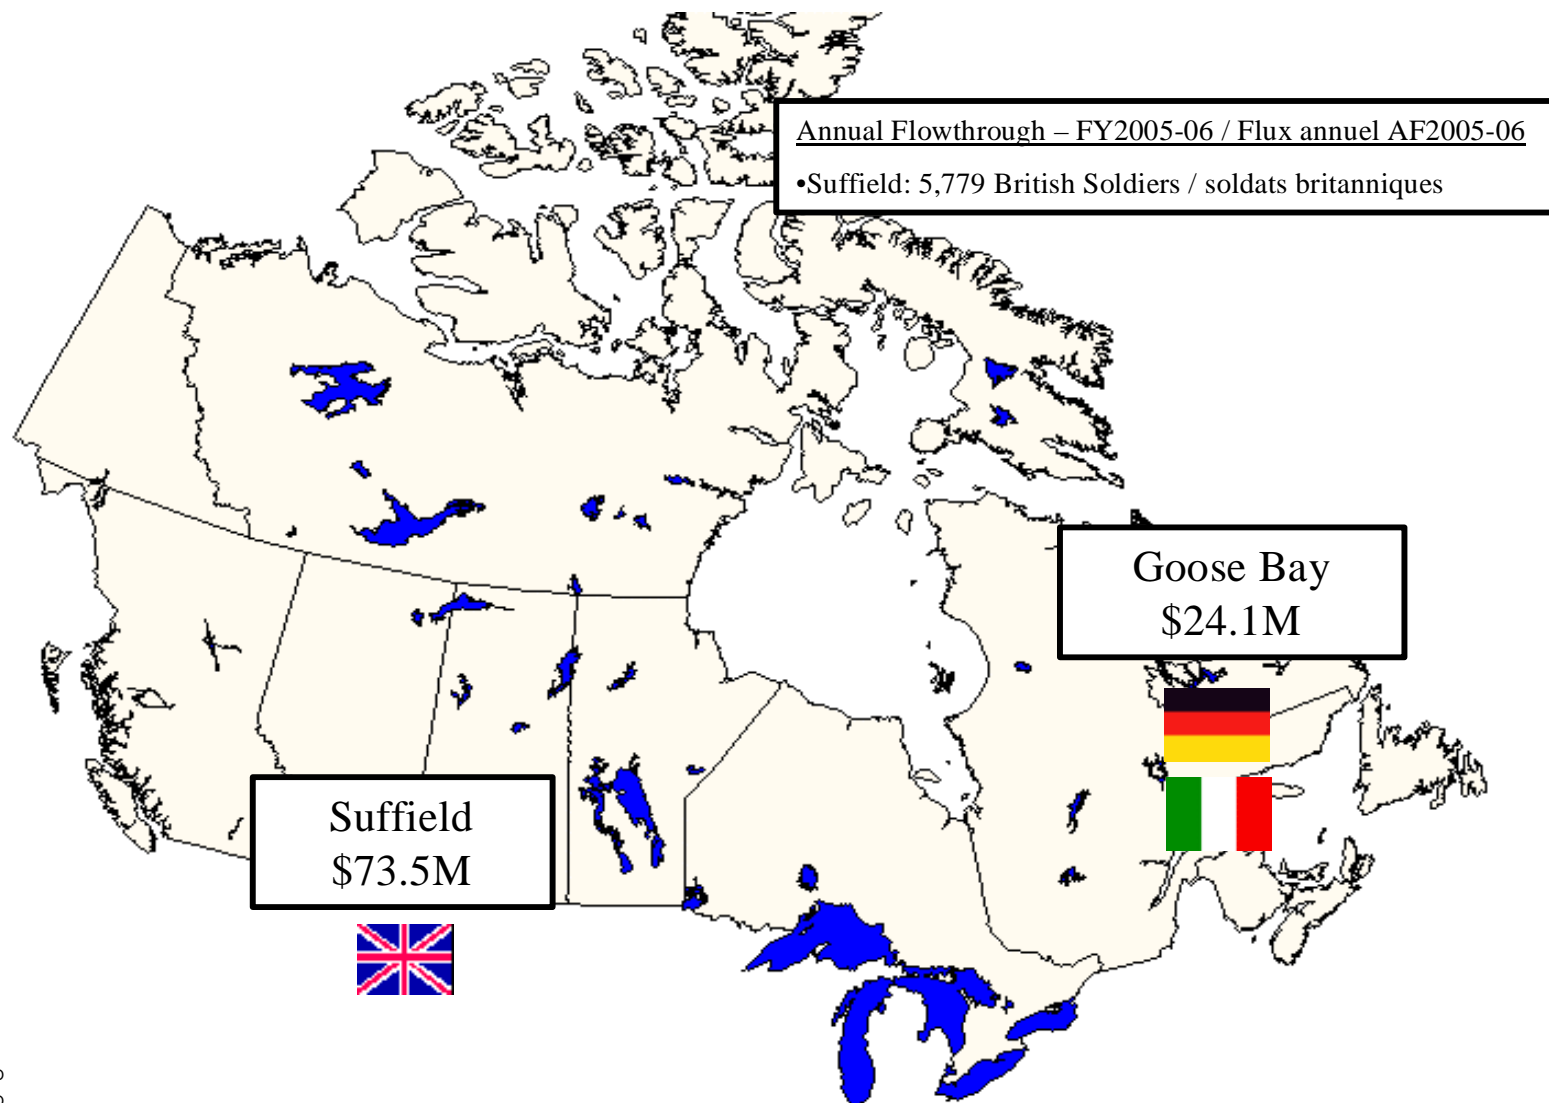 Annual Flowthrough – FY2005-06 / Flux annuel AF2005-06
•Suffield: 5,779 British Soldiers / soldats britanniques
Goose Bay
$24.1M
Suffield
$73.5M